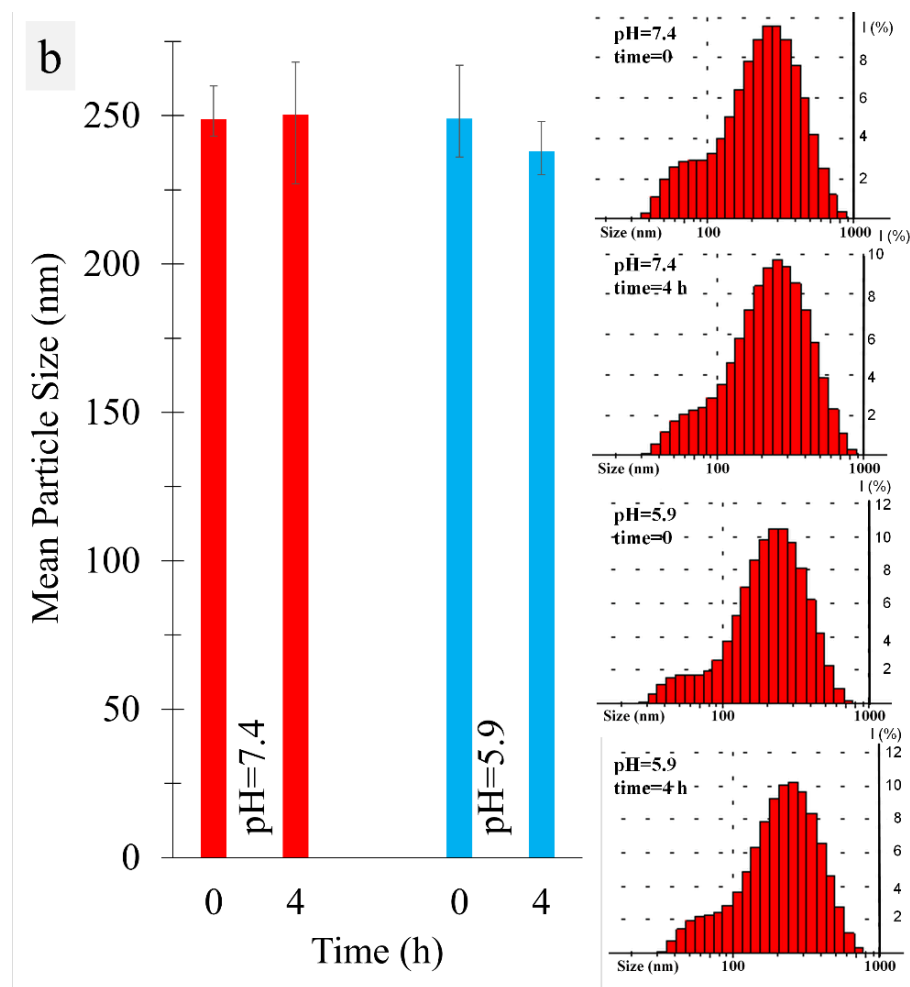 b
Mean Particle Size (nm)
250
200
150
100
50
0
pH=7.4
pH=5.9
0 4 0 4
Time (h)
pH=7.4
time=0
I (%)
8
6
4
2
Size (nm) 100 1000
pH=7.4
time=4 h
I (%)
10
8
6
4
2
Size (nm) 100 1000
pH=5.9
time=0
I (%)
12
10
8
6
4
2
Size (nm) 100 1000
pH=5.9
time=4 h
I (%)
12
10
8
6
4
2
Size (nm) 100 1000